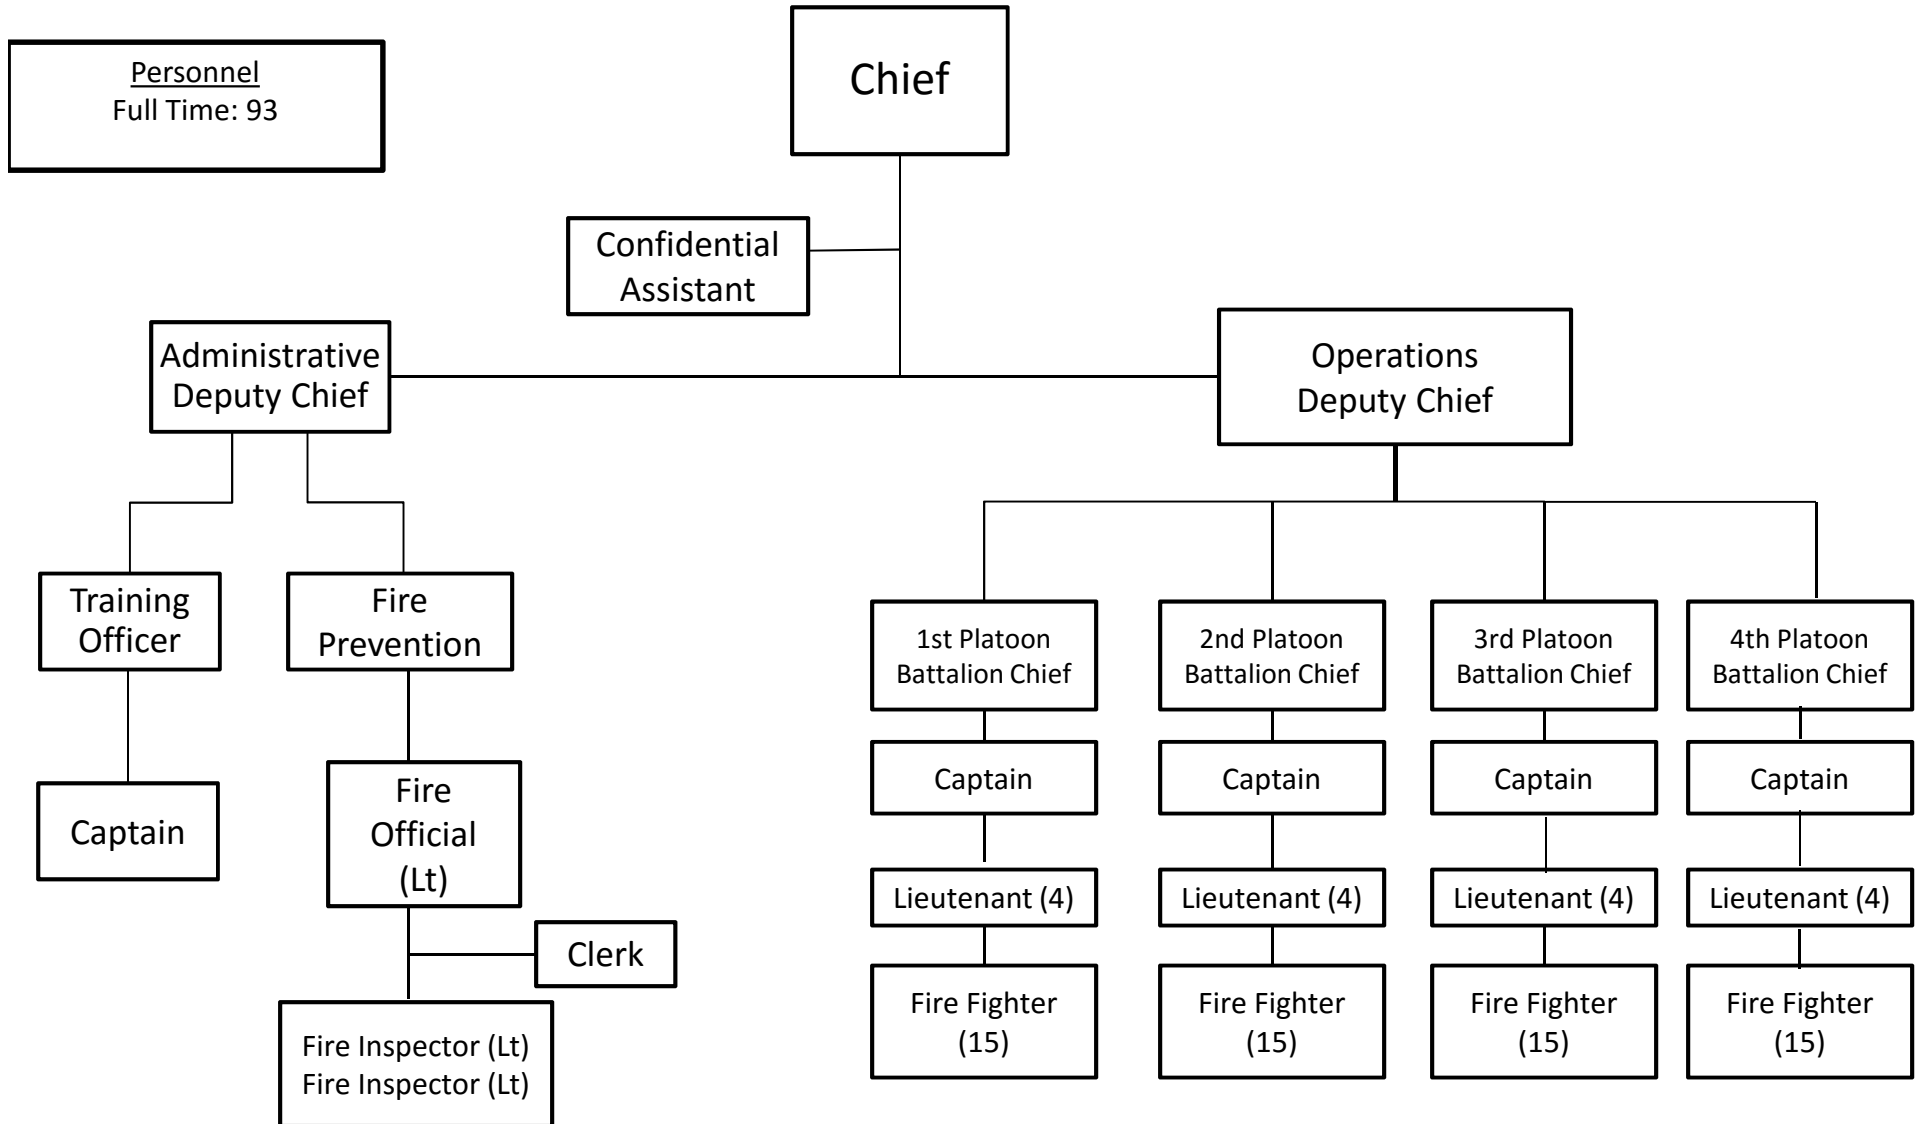 Personnel
Full Time: 93
Chief
Confidential
Assistant
Administrative
Deputy Chief
Operations
Deputy Chief
Training
Officer
Fire
Prevention
1st Platoon
Battalion Chief
2nd Platoon
Battalion Chief
3rd Platoon
Battalion Chief
4th Platoon
Battalion Chief
Captain
Fire
Official
(Lt)
Captain
Captain
Captain
Captain
Lieutenant (4)
Lieutenant (4)
Lieutenant (4)
Lieutenant (4)
Clerk
Fire Inspector (Lt)
Fire Inspector (Lt)
Fire Fighter
(15)
Fire Fighter
(15)
Fire Fighter
(15)
Fire Fighter
(15)